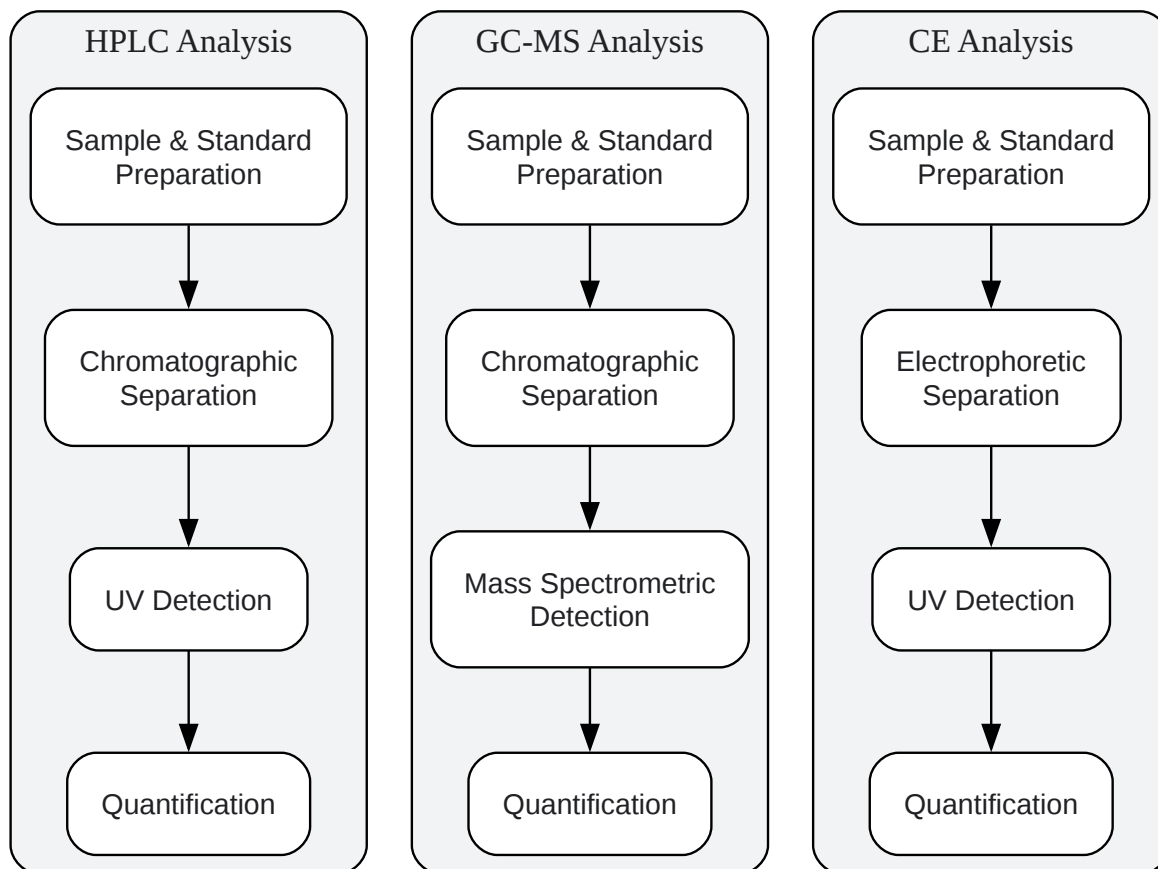 HPLC Analysis
Sample & Standard
Preparation
Chromatographic
Separation
UV Detection
Quantification
GC-MS Analysis
Sample & Standard
Preparation
Chromatographic
Separation
Mass Spectrometric
Detection
Quantification
CE Analysis
Sample & Standard
Preparation
Electrophoretic
Separation
UV Detection
Quantification